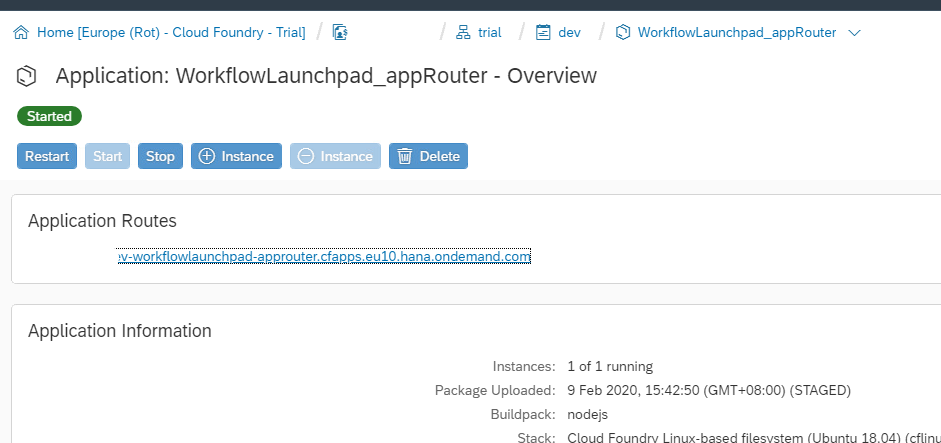 Home [Europe (Rot) - Cloud Foundry - Trial] / / trial / dev / WorkflowLaunchpad_appRouter
Application: WorkflowLaunchpad_appRouter - Overview
Started
Restart Start Stop Instance Instance Delete
Application Routes
ev-workflowlaunchpad-approuter.cfapps.eu10.hana.ondemand.com
Application Information
Instances: 1 of 1 running
Package Uploaded: 9 Feb 2020, 15:42:50 (GMT+08:00) (STAGED)
Buildpack: nodejs
Stack: Cloud Foundry Linux-based filesystem (Ubuntu 18.04) (cflinu